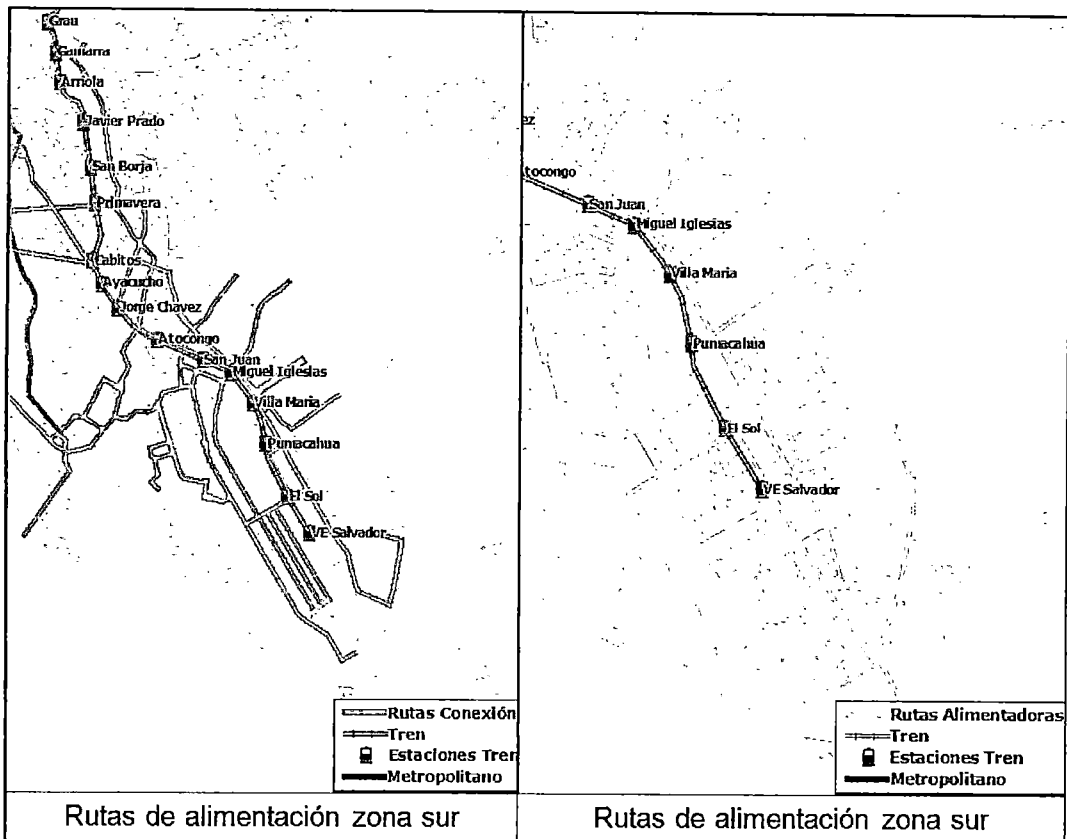 Grau
Gamarra
Arriola
Javier Prado
San Borja
Primavera
Cabitos
Ayacucho
Jorge Chavez
Atocongo
San Juan
Miguel Iglesias
Villa Maria
Pumacahua
El Sol
VE Salvador
Rutas Conexión
Tren
Estaciones Tren
Metropolitano
Rutas de alimentación zona sur
ez
Atocongo
San Juan
Miguel Iglesias
Villa Maria
Pumacahua
El Sol
VE Salvador
Rutas Alimentadoras
Tren
Estaciones Tren
Metropolitano
Rutas de alimentación zona sur